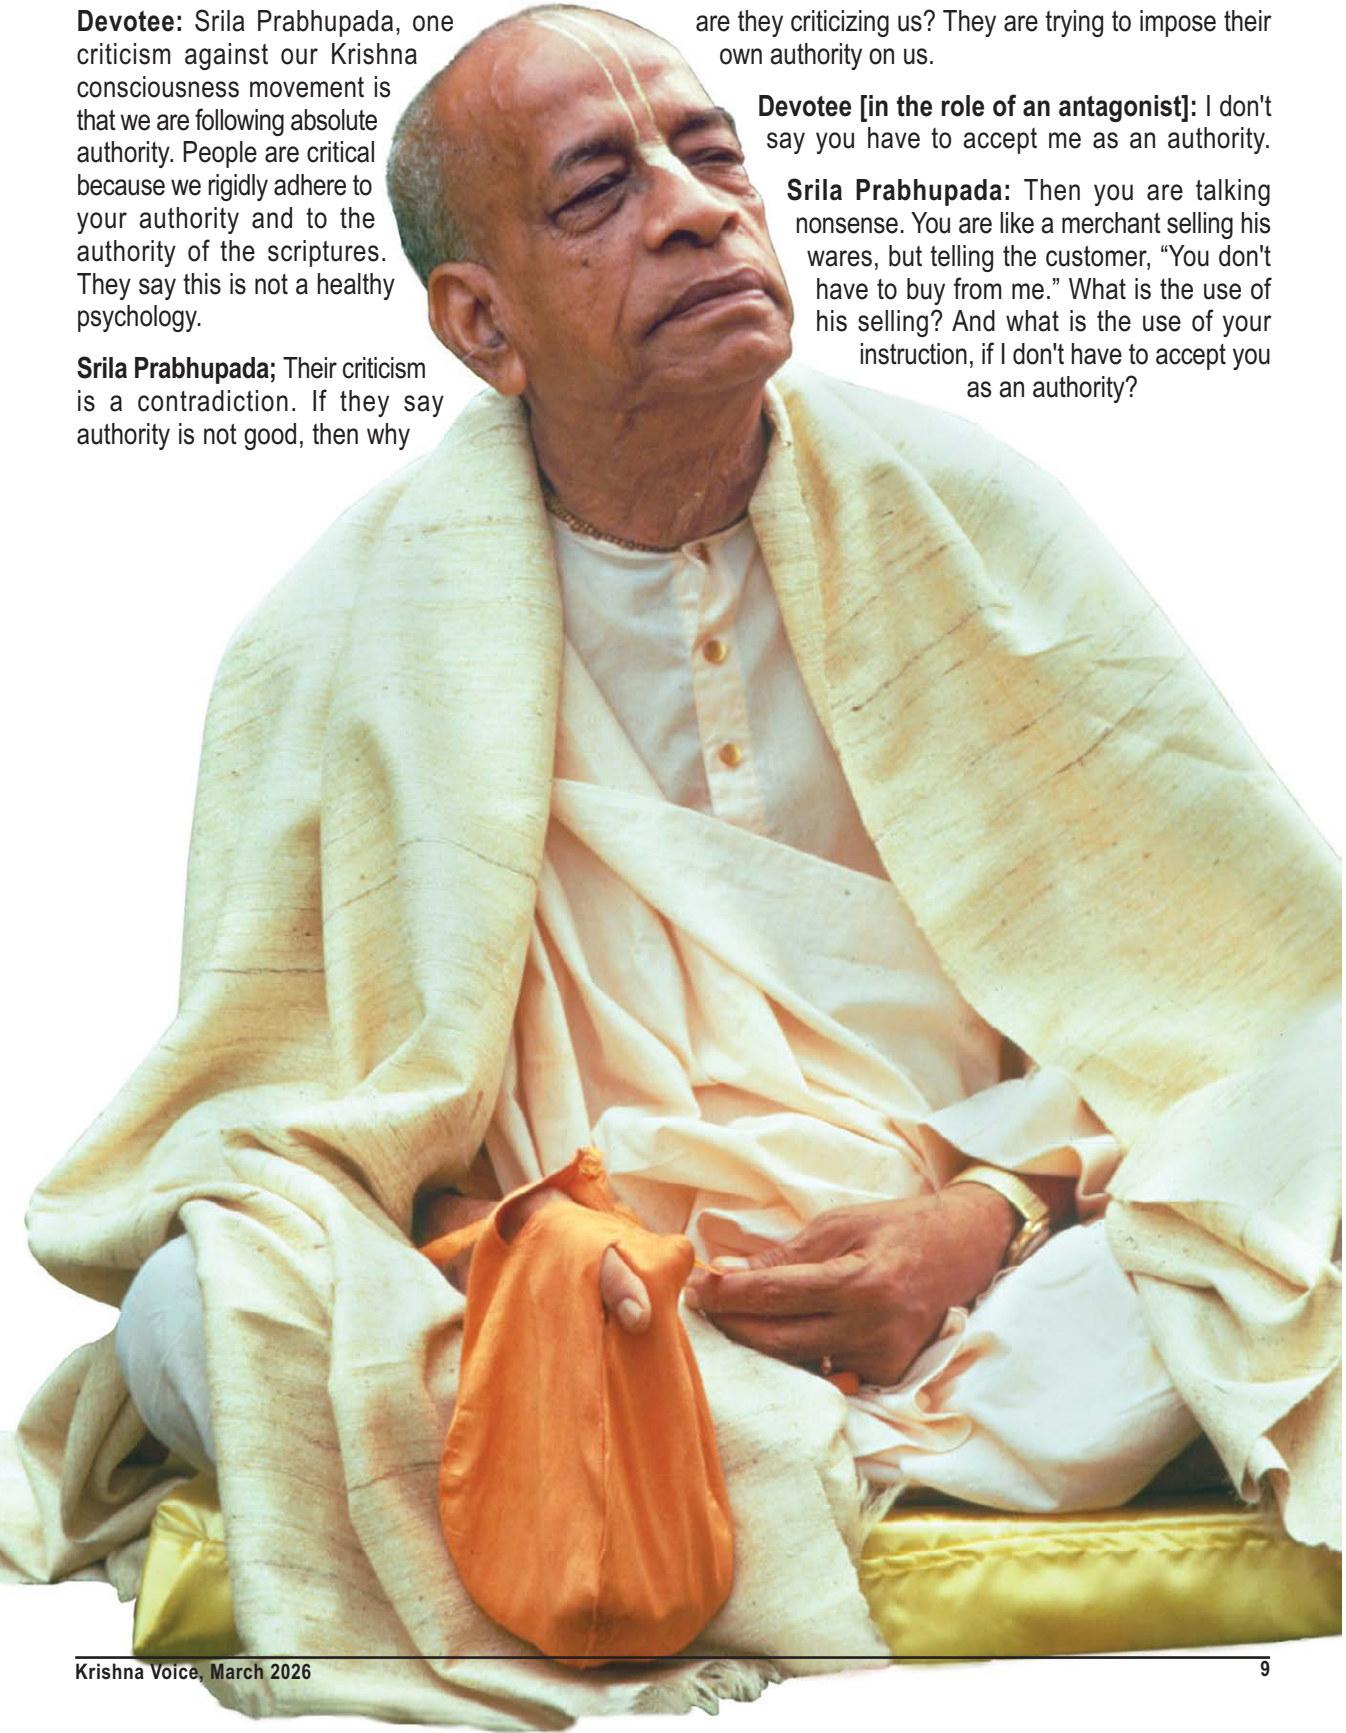 Devotee: Srila Prabhupada, one
criticism against our Krishna
consciousness movement is
that we are following absolute
authority. People are critical
because we rigidly adhere to
your authority and to the
authority of the scriptures.
They say this is not a healthy
psychology.
Srila Prabhupada; Their criticism
is a contradiction. If they say
authority is not good, then why
are they criticizing us? They are trying to impose their
own authority on us.
Devotee [in the role of an antagonist]: I don't
say you have to accept me as an authority.
Srila Prabhupada: Then you are talking
nonsense. You are like a merchant selling his
wares, but telling the customer, “You don't
have to buy from me.” What is the use of
his selling? And what is the use of your
instruction, if I don't have to accept you
as an authority?
Krishna Voice, March 2026
9